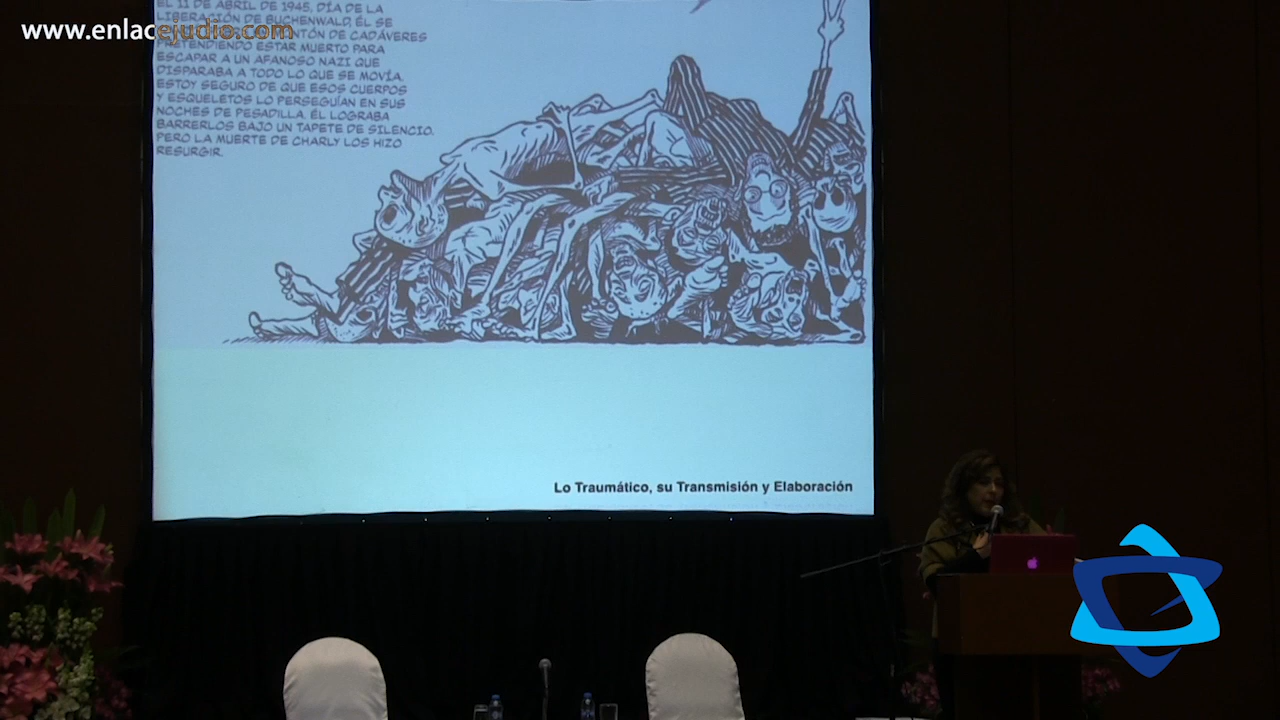 EL 11 DE ABRIL DE 1945, DÍA DE LA
LIBERACIÓN DE BUCHENWALD, ÉL SE
www.enlacejudio.com
MONTÓN DE CADÁVERES
PRETENDIENDO ESTAR MUERTO PARA
ESCAPAR A UN AFANOSO NAZI QUE
DISPARABA A TODO LO QUE SE MOVÍA.
ESTOY SEGURO DE QUE ESOS CUERPOS
Y ESQUELETOS LO PERSEGUÍAN EN SUS
NOCHES DE PESADILLA. ÉL LOGRABA
BARRERLOS BAJO UN TAPETE DE SILENCIO.
PERO LA MUERTE DE CHARLY LOS HIZO
RESURGIR.
Lo Traumático, su Transmisión y Elaboración